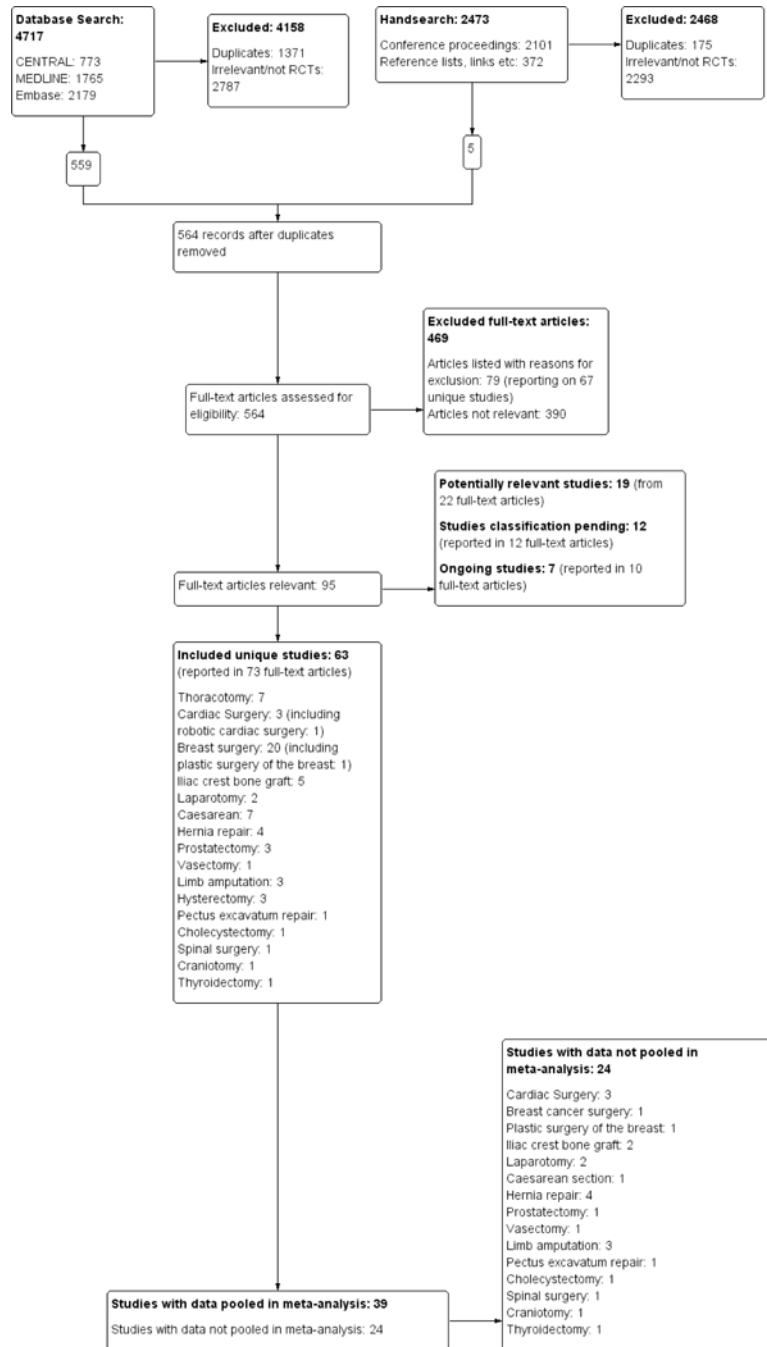 Database Search:
4717
CENTRAL: 773
MEDLINE: 1765
Embase: 2179
Excluded: 4158
Duplicates: 1371
Irrelevant/not RCTs:
2787
Handsearch: 2473
Conference proceedings: 2101
Reference lists, links etc: 372
Excluded: 2468
Duplicates: 175
Irrelevant/not RCTs:
2293
559
5
564 records after duplicates
removed
Excluded full-text articles:
469
Articles listed with reasons for
exclusion: 79 (reporting on 67
unique studies)
Articles not relevant: 390
Full-text articles assessed for
eligibility: 564
Potentially relevant studies: 19 (from
22 full-text articles)
Studies classification pending: 12
(reported in 12 full-text articles)
Ongoing studies: 7 (reported in 10
full-text articles)
Full-text articles relevant: 95
Included unique studies: 63
(reported in 73 full-text articles)
Thoracotomy: 7
Cardiac Surgery: 3 (including
robotic cardiac surgery: 1)
Breast surgery: 20 (including
plastic surgery of the breast: 1)
Iliac crest bone graft: 5
Laparotomy: 2
Caesarean: 7
Hernia repair: 4
Prostatectomy: 3
Vasectomy: 1
Limb amputation: 3
Hysterectomy: 3
Pectus excavatum repair: 1
Cholecystectomy: 1
Spinal surgery: 1
Craniotomy: 1
Thyroidectomy: 1
Studies with data not pooled in
meta-analysis: 24
Cardiac Surgery: 3
Breast cancer surgery: 1
Plastic surgery of the breast: 1
Iliac crest bone graft: 2
Laparotomy: 2
Caesarean section: 1
Hernia repair: 4
Prostatectomy: 1
Vasectomy: 1
Limb amputation: 3
Pectus excavatum repair: 1
Cholecystectomy: 1
Spinal surgery: 1
Craniotomy: 1
Thyroidectomy: 1
Studies with data pooled in meta-analysis: 39
Studies with data not pooled in meta-analysis: 24